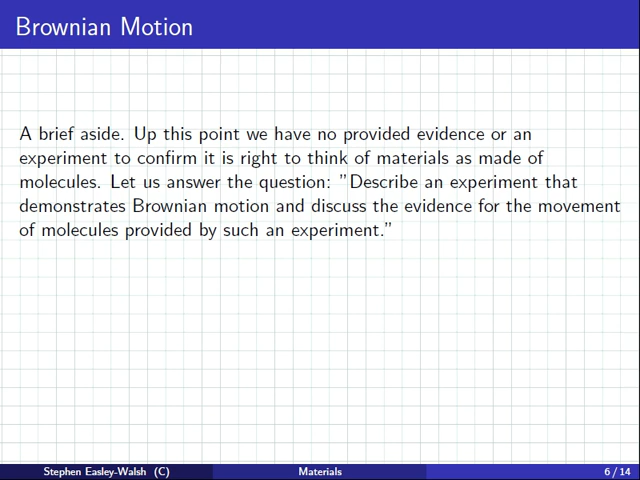 Brownian Motion
A brief aside. Up this point we have no provided evidence or an
experiment to confirm it is right to think of materials as made of
molecules. Let us answer the question: ”Describe an experiment that
demonstrates Brownian motion and discuss the evidence for the movement
of molecules provided by such an experiment.”
Stephen Easley-Walsh (C) Materials 6 / 14